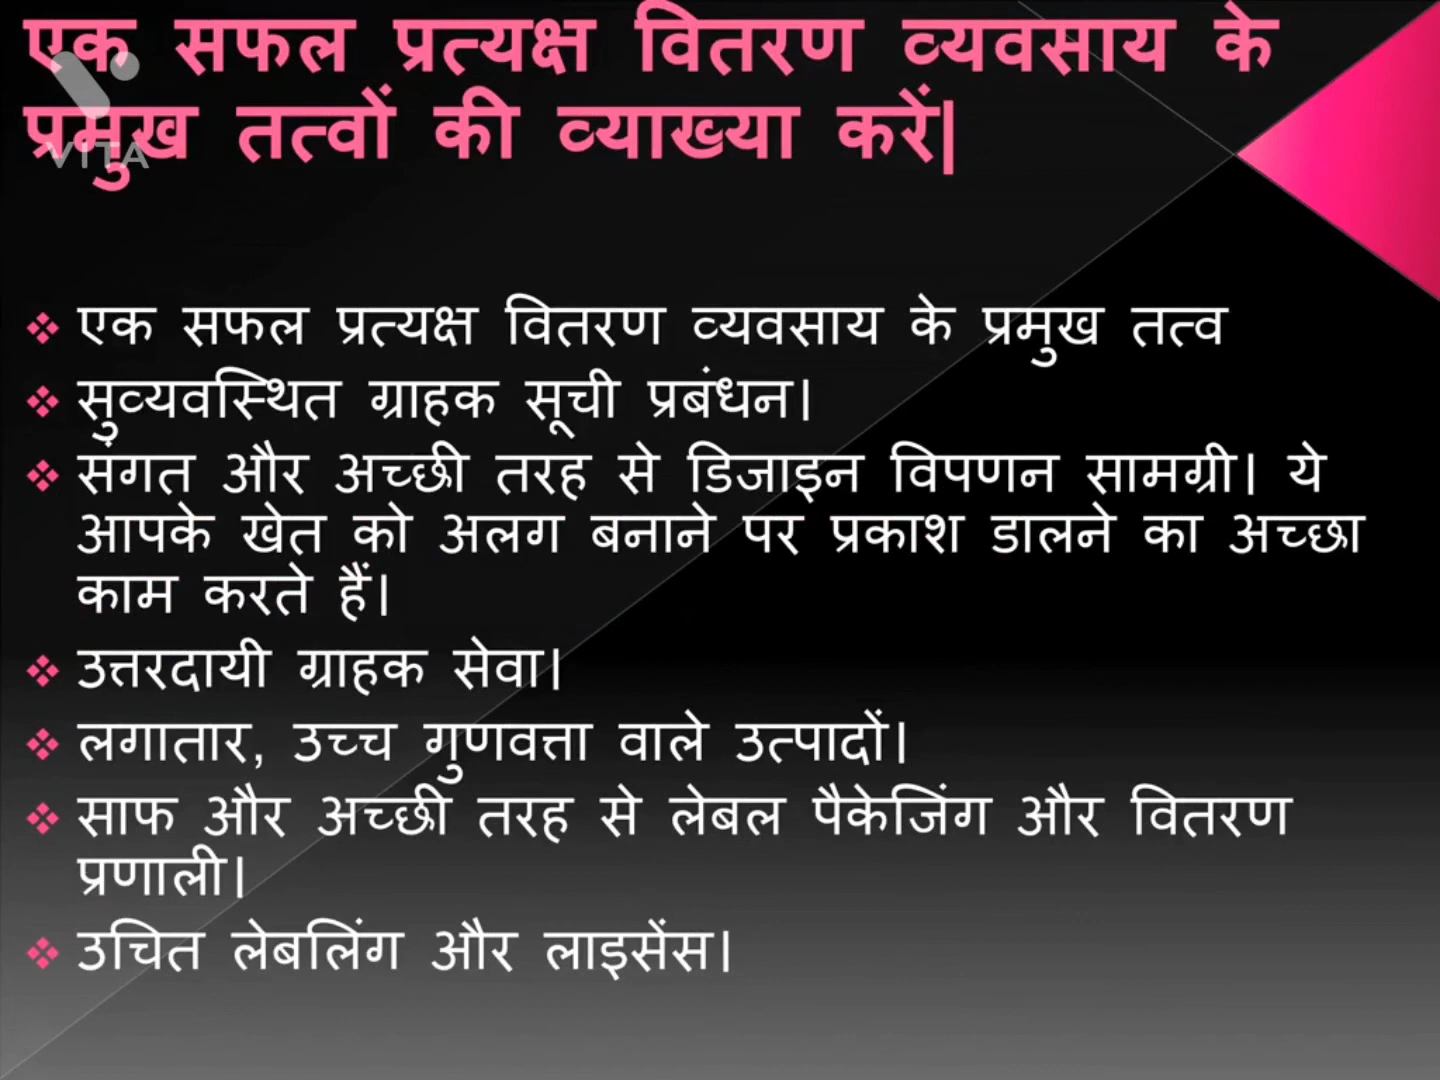 एक सफल प्रत्यक्ष वितरण व्यवसाय के
प्रमुख तत्वों की व्याख्या करें|
VITA
❖ एक सफल प्रत्यक्ष वितरण व्यवसाय के प्रमुख तत्व
❖ सुव्यवस्थित ग्राहक सूची प्रबंधन।
❖ संगत और अच्छी तरह से डिजाइन विपणन सामग्री। ये
आपके खेत को अलग बनाने पर प्रकाश डालने का अच्छा
काम करते हैं।
❖ उत्तरदायी ग्राहक सेवा।
❖ लगातार, उच्च गुणवत्ता वाले उत्पादों।
❖ साफ और अच्छी तरह से लेबल पैकेजिंग और वितरण
प्रणाली।
❖ उचित लेबलिंग और लाइसेंस।